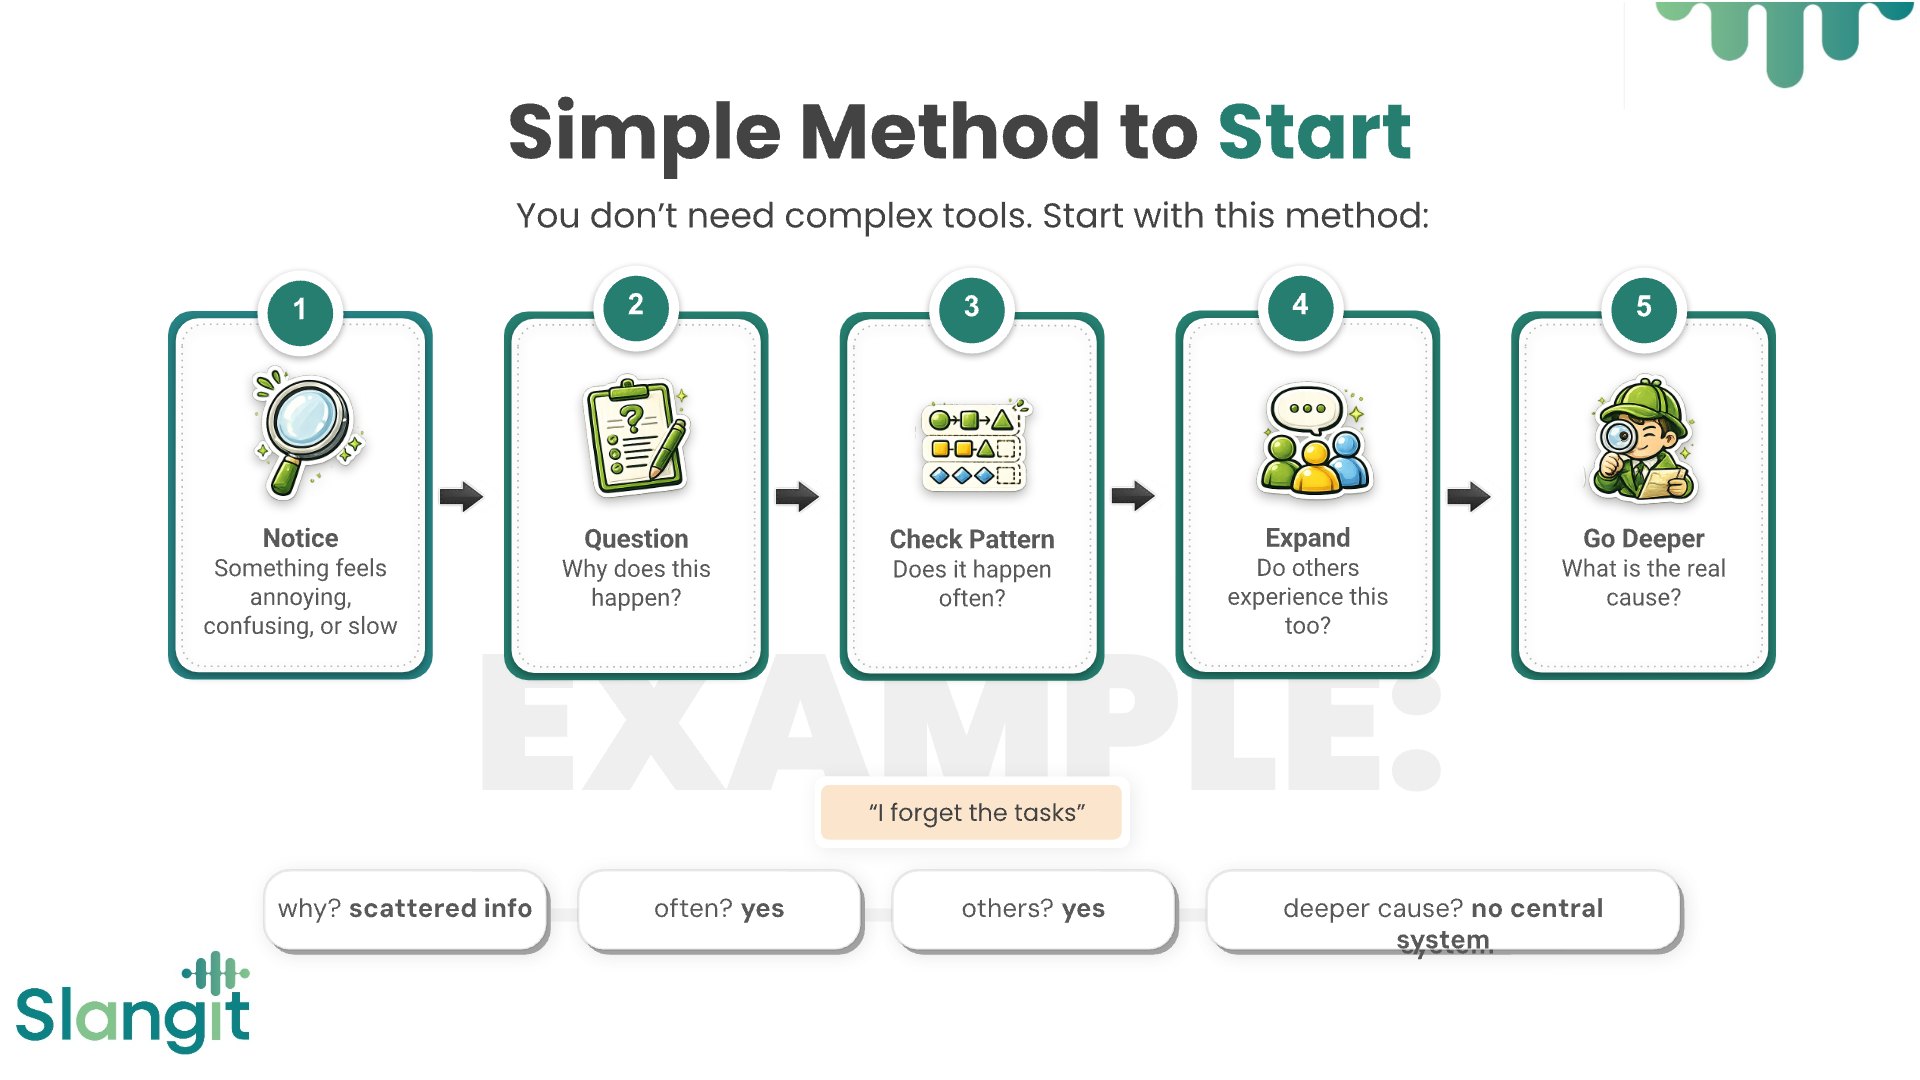 Simple Method to Start
You don’t need complex tools. Start with this method:
1
Notice
Something feels
annoying,
confusing, or slow
2
Question
Why does this
happen?
3
Check Pattern
Does it happen
often?
4
Expand
Do others
experience this
too?
5
Go Deeper
What is the real
cause?
EXAMPLE:
“I forget the tasks”
why? scattered info
often? yes
others? yes
deeper cause? no central
system
Slangit